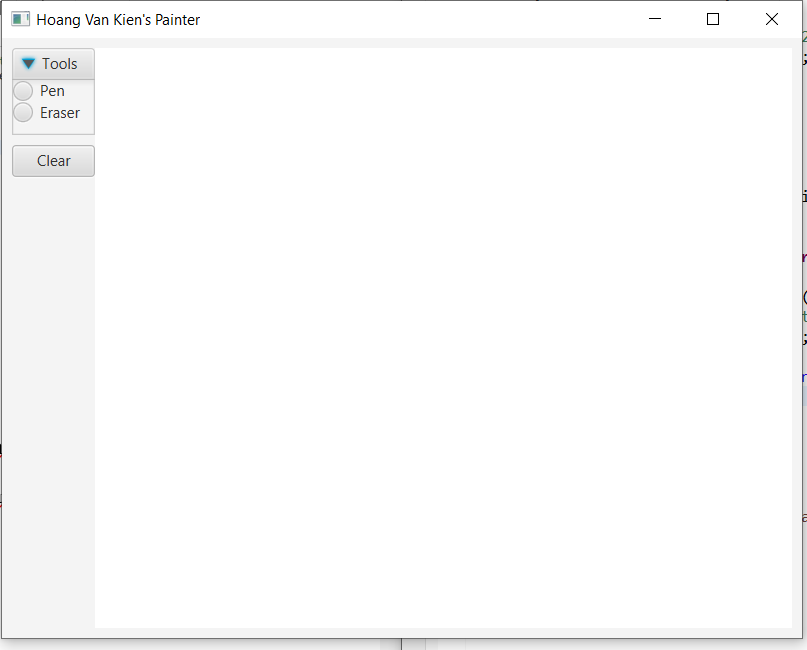 Hoang Van Kien's Painter
Tools
Pen
Eraser
Clear